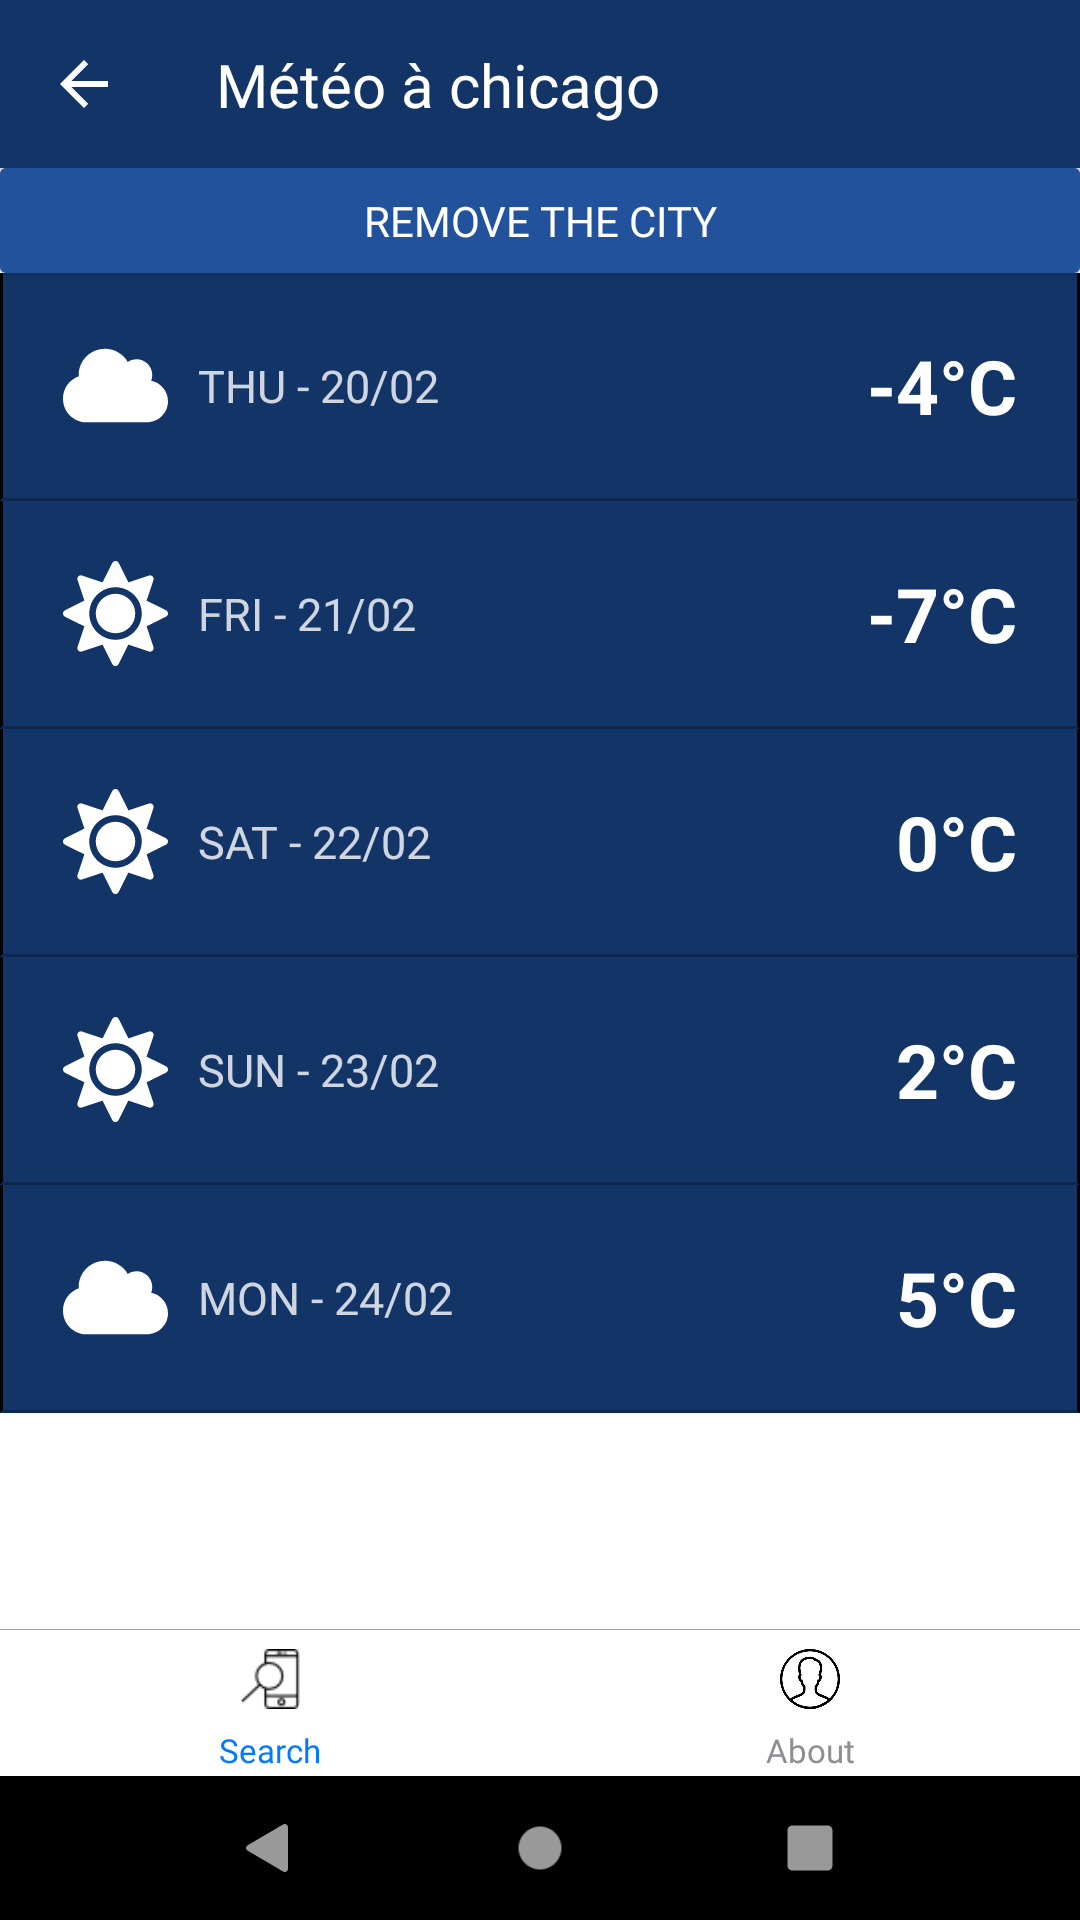 Météo à chicago
REMOVE THE CITY
THU - 20/02 -4°C
FRI - 21/02 -7°C
SAT - 22/02 0°C
SUN - 23/02 2°C
MON - 24/02 5°C
Search About